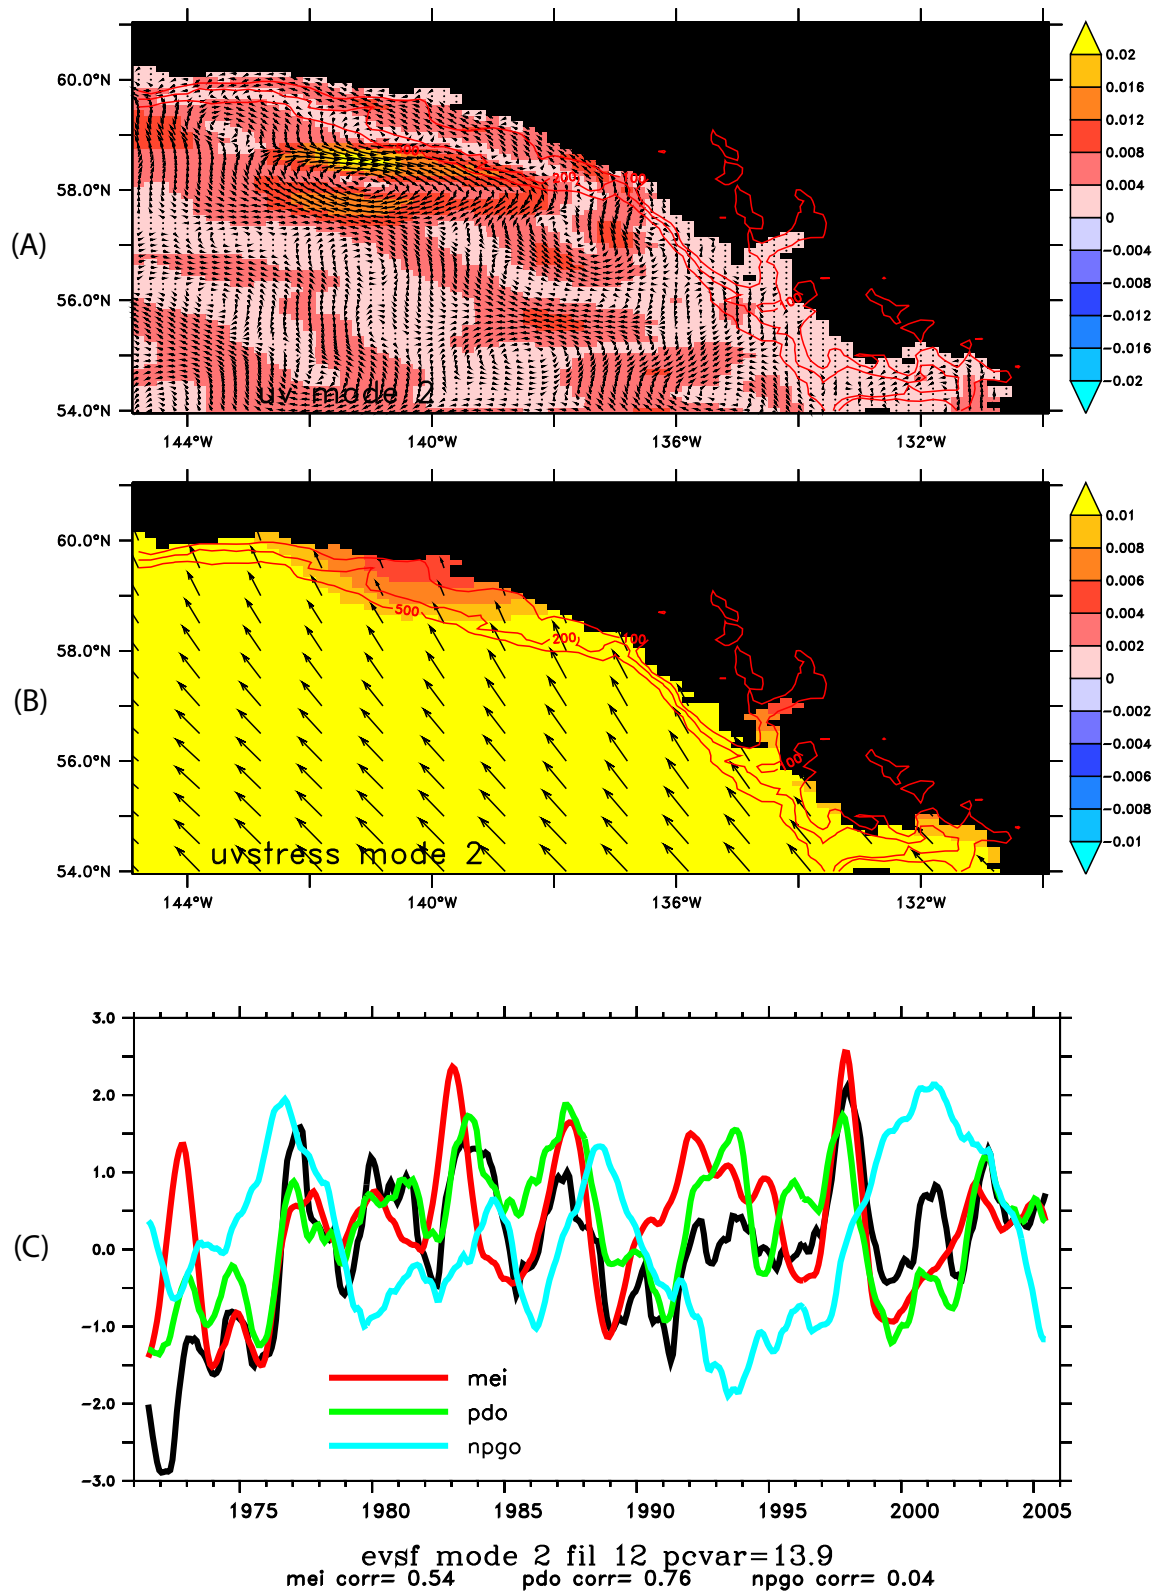 (A)
60.0°N
58.0°N
56.0°N
54.0°N
200
100
100
uv mode 2
144°W 140°W 136°W 132°W
0.02
0.016
0.012
0.008
0.004
0
-0.004
-0.008
-0.012
-0.016
-0.02
(B)
60.0°N
58.0°N
56.0°N
54.0°N
500
200
100
uvstress mode 2
144°W 140°W 136°W 132°W
0.01
0.008
0.006
0.004
0.002
0
-0.002
-0.004
-0.006
-0.008
-0.01
(C)
3.0
2.0
1.0
0.0
-1.0
-2.0
-3.0
mei
pdo
npgo
1975 1980 1985 1990 1995 2000 2005
evsf mode 2 fil 12 pcvar=13.9
mei corr= 0.54 pdo corr= 0.76 npgo corr= 0.04